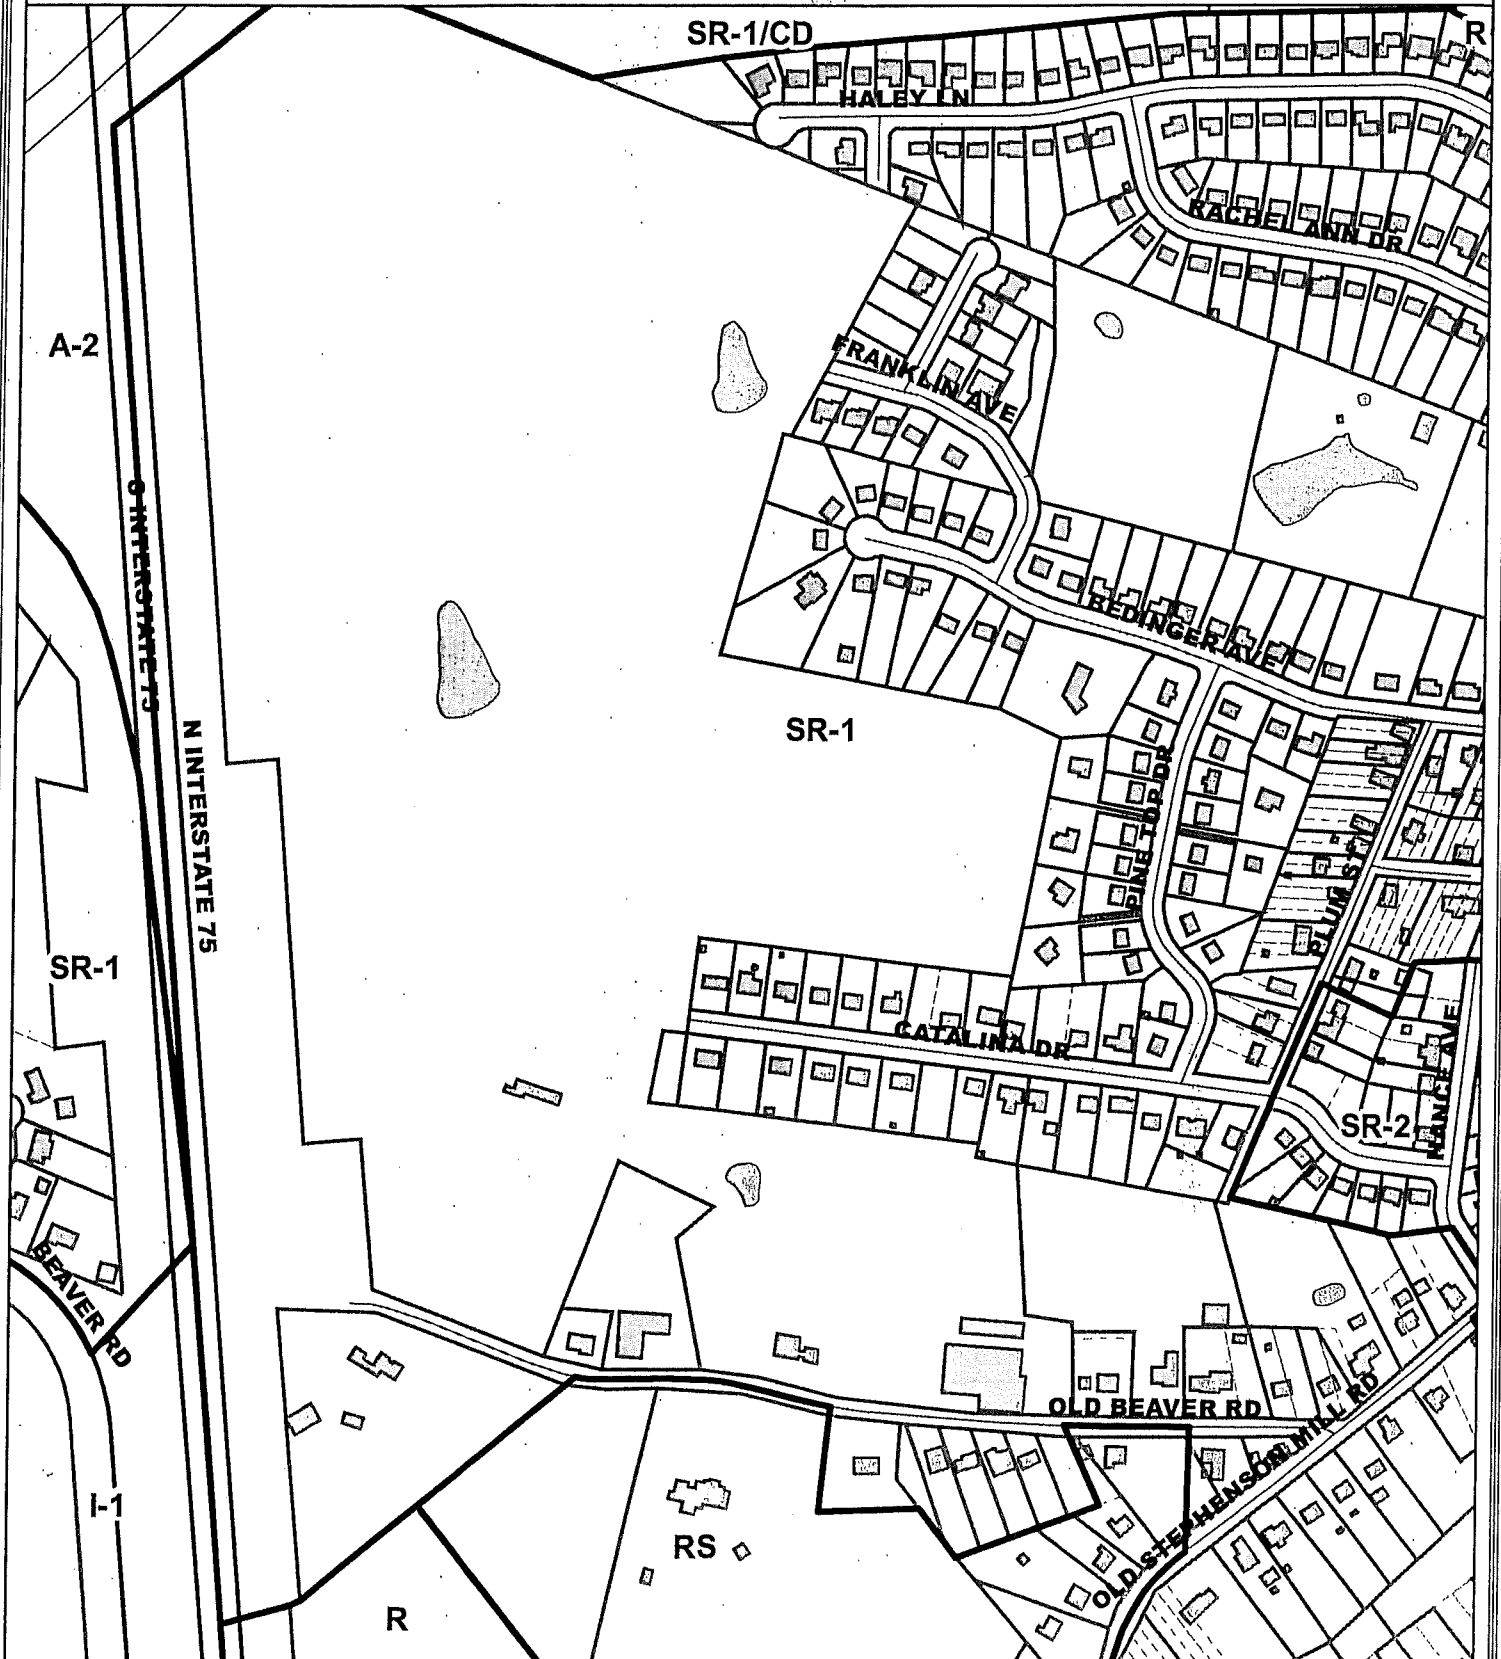 SR-1/CD
R
HALEY LN
RACHEL ANN DR
A-2
FRANKLIN AVE
S INTERSTATE 75
BEDINGER AVE
N INTERSTATE 75
SR-1
PINE TOP DR
PLUM ST
SR-1
CATALINA DR
NANCE AVE
SR-2
BEAVER RD
OLD BEAVER RD
OLD STEPHENSON MILL RD
I-1
RS
R